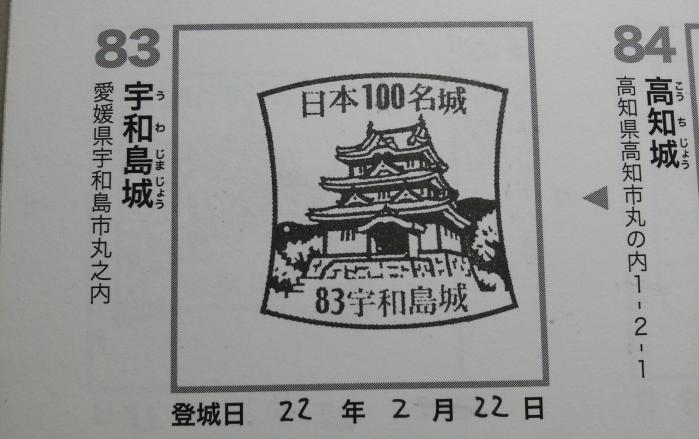 83
宇和島城
うわじまじょう
愛媛県宇和島市丸之内
日本100名城
83宇和島城
登城日 22 年 2 月 22 日
84
高知城
こうちじょう
高知県高知市丸の内1-2-1